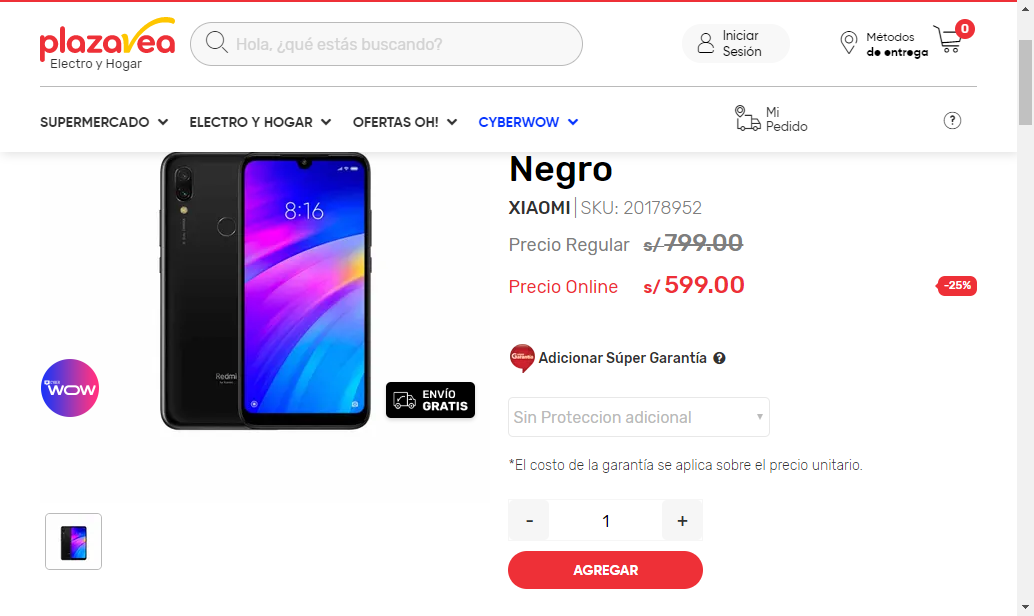 plazavea
Electro y Hogar
Hola, ¿qué estás buscando?
Iniciar
Sesión
Métodos
de entrega
0
SUPERMERCADO
ELECTRO Y HOGAR
OFERTAS OH!
CYBERWOW
Mi
Pedido
?
8:16
Redmi
WOW
ENVÍO
GRATIS
Negro
XIAOMI | SKU: 20178952
Precio Regular s/ 799.00
Precio Online s/ 599.00
-25%
Garantía
Adicionar Súper Garantía ?
Sin Proteccion adicional
*El costo de la garantía se aplica sobre el precio unitario.
- 1 +
AGREGAR